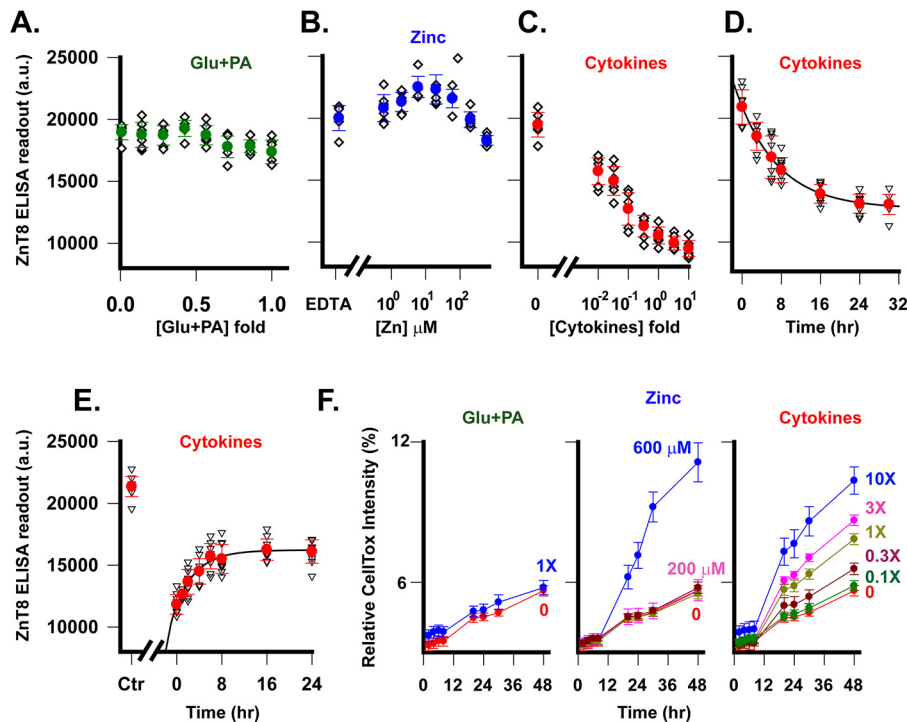 A.
B.
C.
D.
Glu+PA
Zinc
Cytokines
Cytokines
ZnT8 ELISA readout (a.u.)
25000
20000
15000
10000
0.0 0.5 1.0
[Glu+PA] fold
EDTA 10^0 10^1 10^2
[Zn] μM
0 10^-2 10^-1 10^0 10^1
[Cytokines] fold
0 8 16 24 32
Time (hr)
E.
Cytokines
ZnT8 ELISA readout (a.u.)
25000
20000
15000
10000
Ctr 0 8 16 24
Time (hr)
F.
Glu+PA
Zinc
Cytokines
Relative CellTox Intensity (%)
12
6
1X
0
0 12 24 36 48
600 μM
200 μM
0
0 12 24 36 48
10X
3X
1X
0.3X
0.1X
0
0 12 24 36 48
Time (hr)